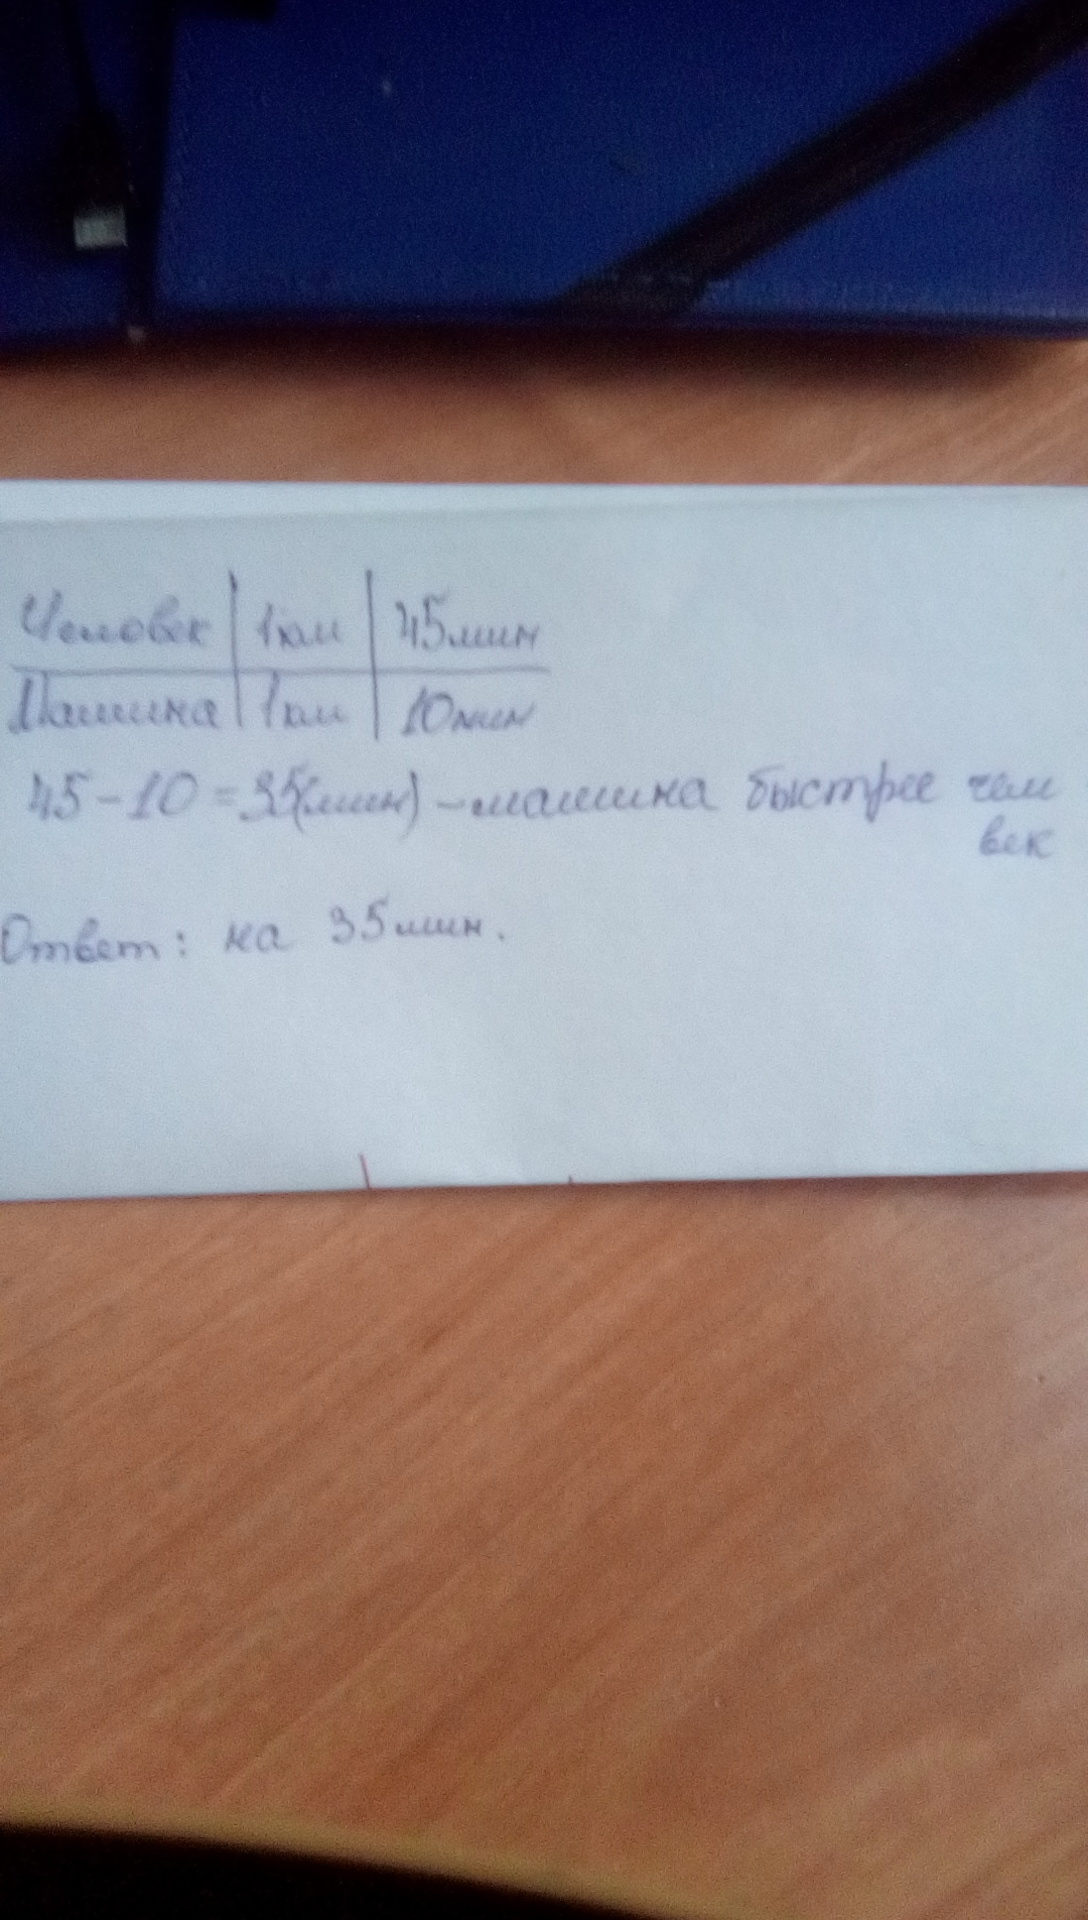 Человек 1км 45мин
Машина 1км 10мин
45-10=35(мин)-машина быстрее чем
век
Ответ: на 35мин.